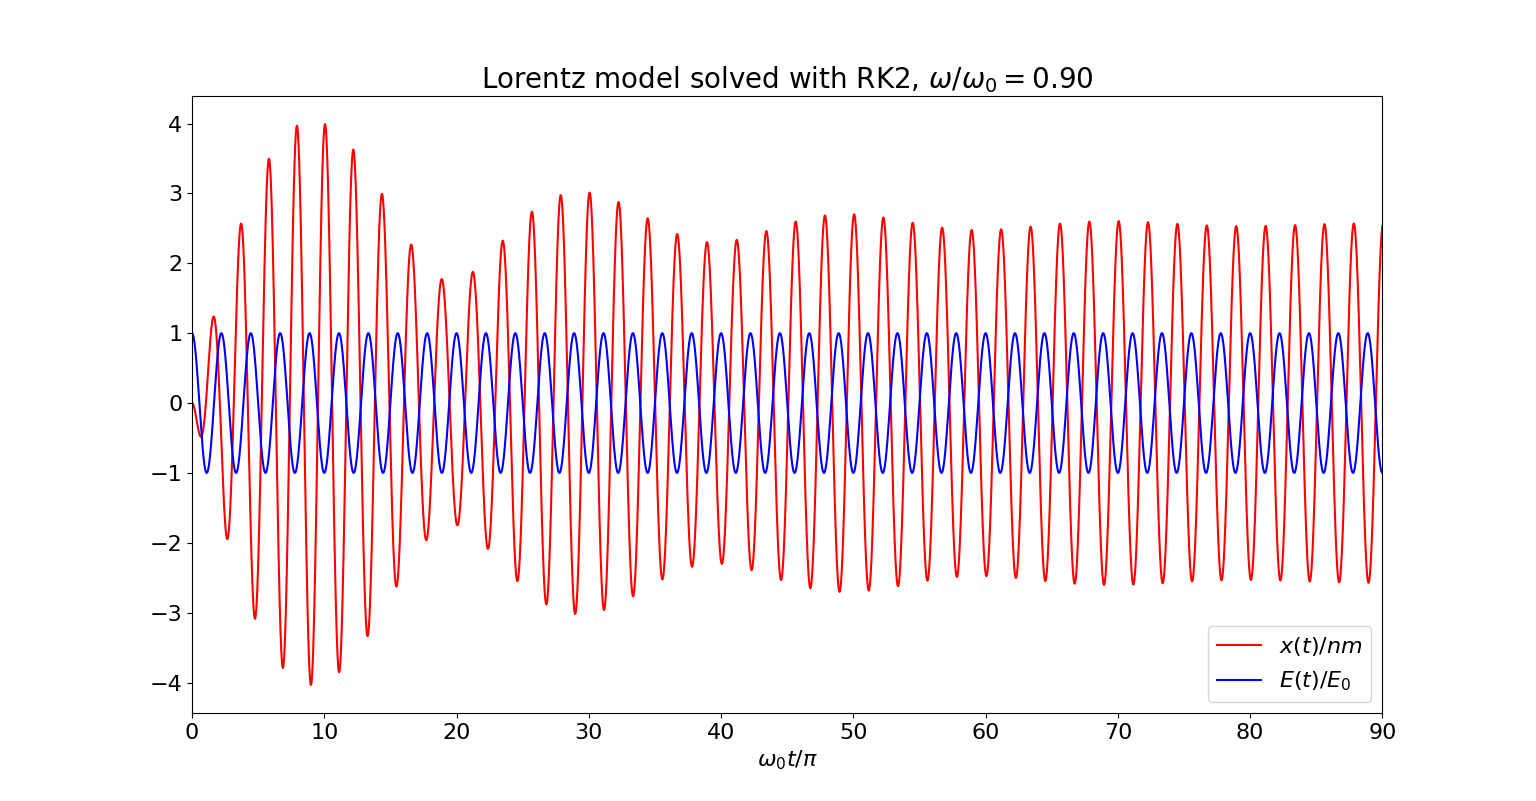 Lorentz model solved with RK2, ω/ω₀ = 0.90
4
3
2
1
0
−1
−2
−3
−4
0 10 20 30 40 50 60 70 80 90
ω₀t/π
x(t)/nm
E(t)/E₀